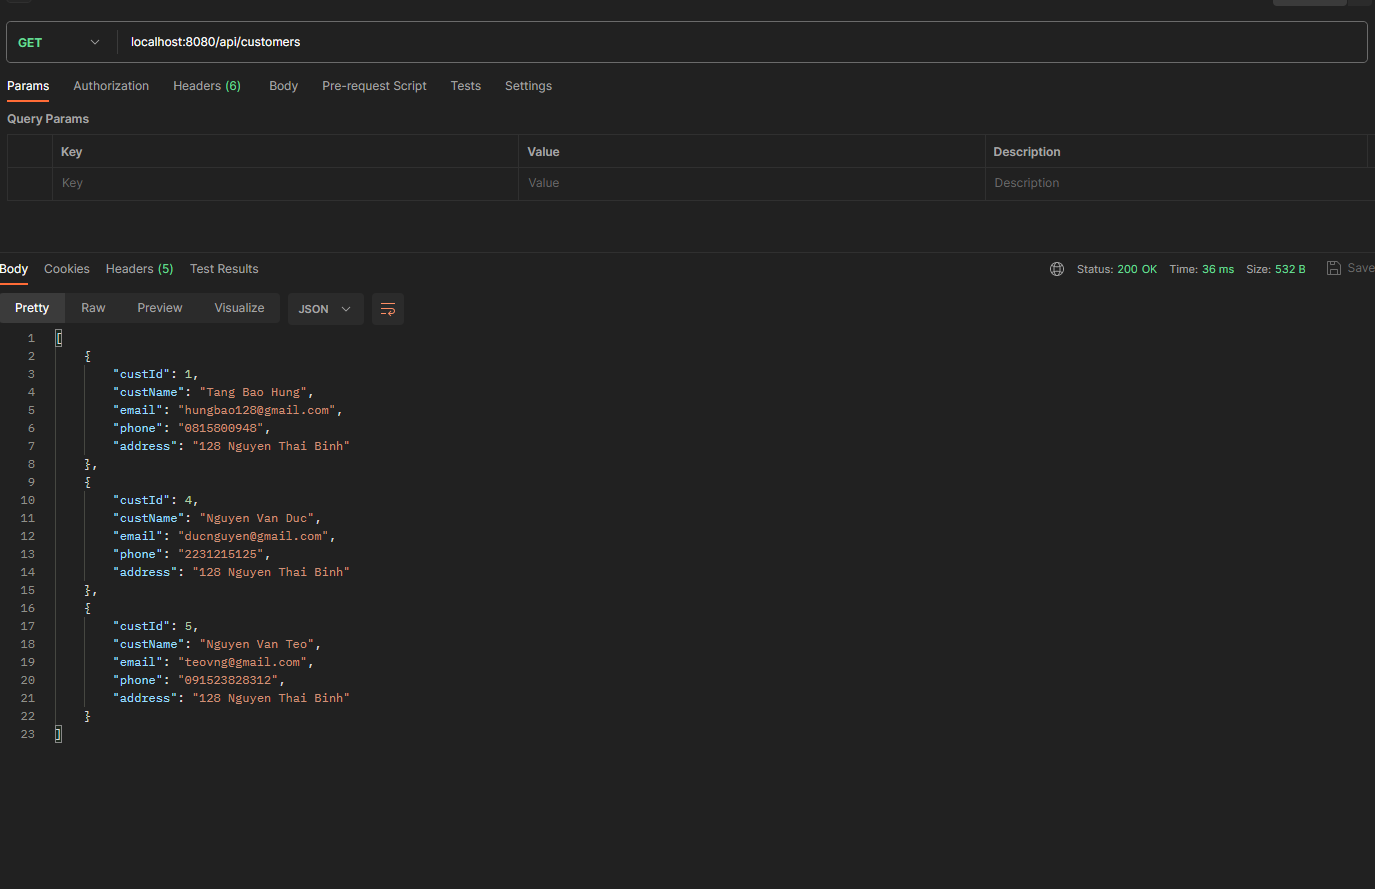 GET localhost:8080/api/customers
Params Authorization Headers (6) Body Pre-request Script Tests Settings
Query Params
Key Value Description
Key Value Description
Body Cookies Headers (5) Test Results Status: 200 OK Time: 36 ms Size: 532 B Save
Pretty Raw Preview Visualize JSON
1 [
2 {
3 "custId": 1,
4 "custName": "Tang Bao Hung",
5 "email": "hungbao128@gmail.com",
6 "phone": "0815800948",
7 "address": "128 Nguyen Thai Binh"
8 },
9 {
10 "custId": 4,
11 "custName": "Nguyen Van Duc",
12 "email": "ducnguyen@gmail.com",
13 "phone": "2231215125",
14 "address": "128 Nguyen Thai Binh"
15 },
16 {
17 "custId": 5,
18 "custName": "Nguyen Van Teo",
19 "email": "teovng@gmail.com",
20 "phone": "091523828312",
21 "address": "128 Nguyen Thai Binh"
22 }
23 ]